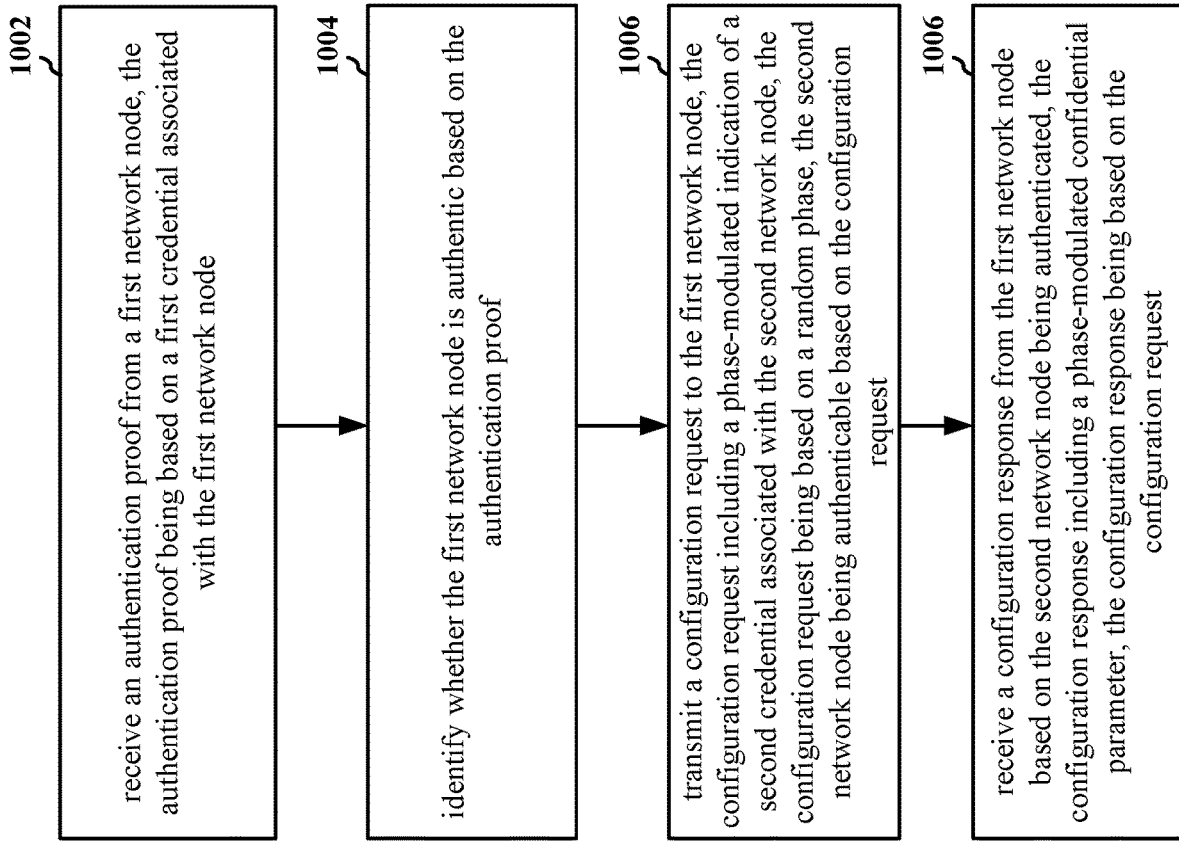 1002
receive an authentication proof from a first network node, the
authentication proof being based on a first credential associated
with the first network node
1004
identify whether the first network node is authentic based on the
authentication proof
1006
transmit a configuration request to the first network node, the
configuration request including a phase-modulated indication of a
second credential associated with the second network node, the
configuration request being based on a random phase, the second
network node being authenticable based on the configuration
request
1006
receive a configuration response from the first network node
based on the second network node being authenticated, the
configuration response including a phase-modulated confidential
parameter, the configuration response being based on the
configuration request